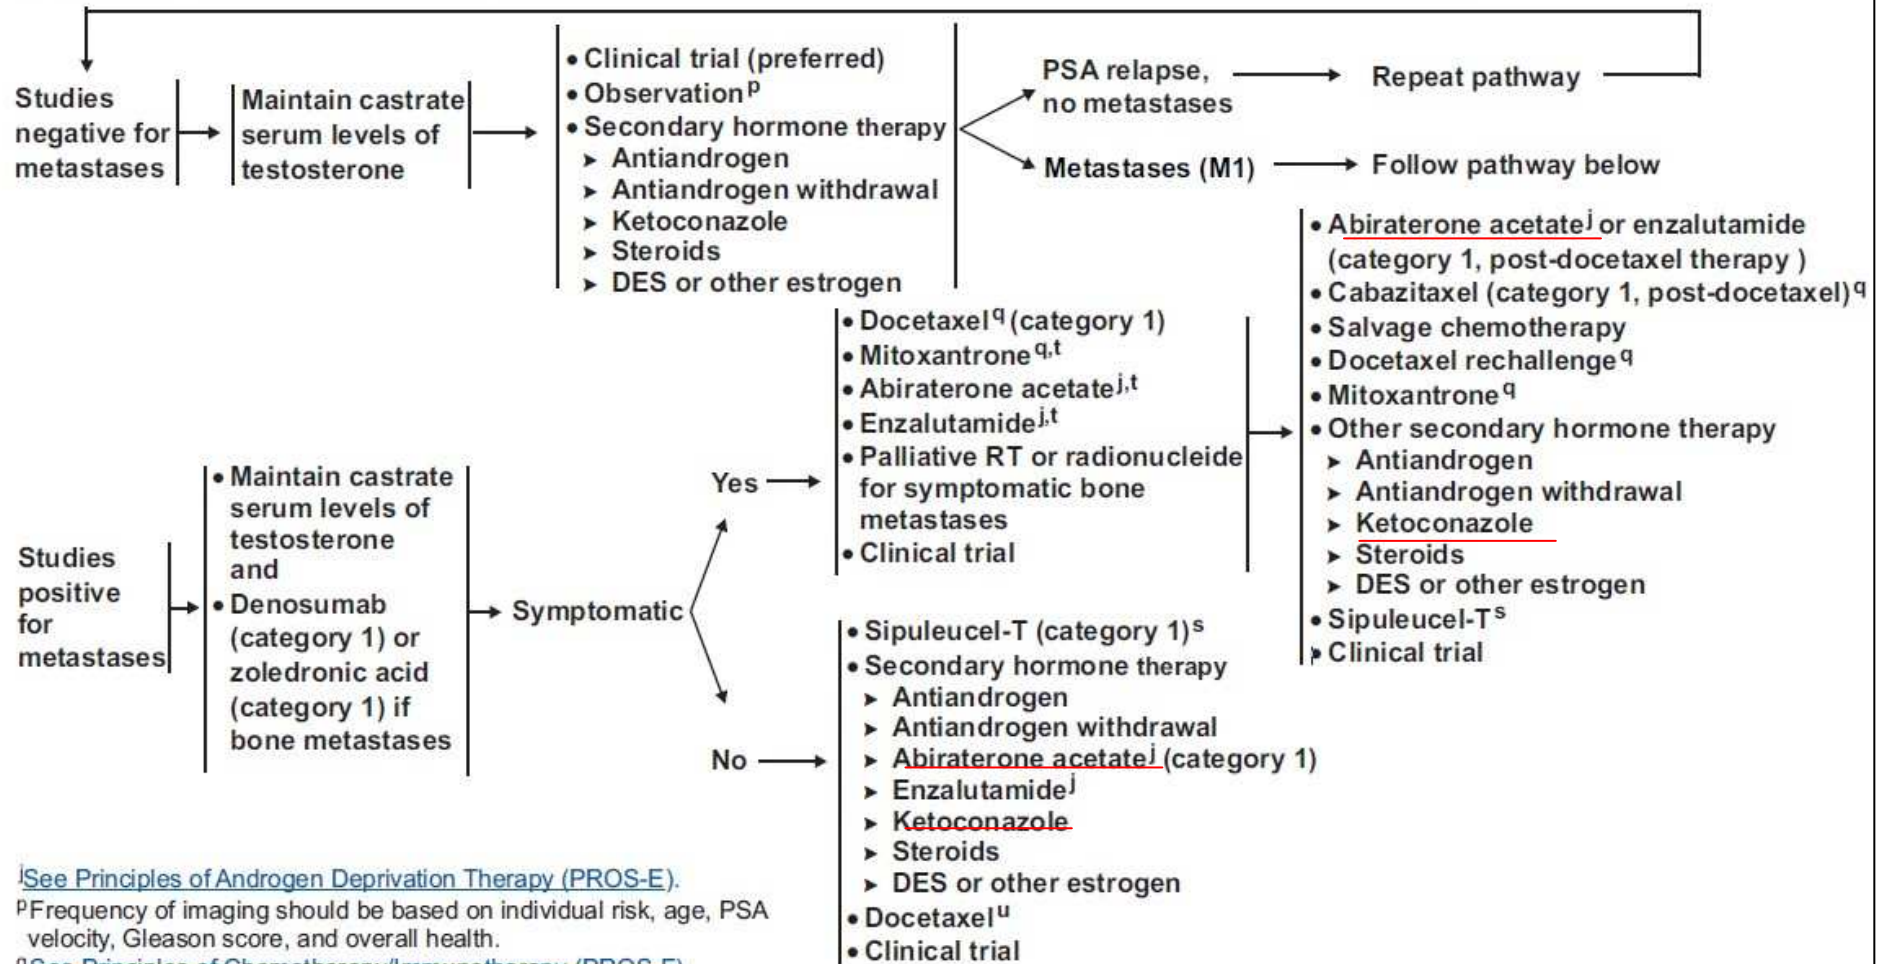 Studies
negative for
metastases
Maintain castrate
serum levels of
testosterone
• Clinical trial (preferred)
• Observation p
• Secondary hormone therapy
➤ Antiandrogen
➤ Antiandrogen withdrawal
➤ Ketoconazole
➤ Steroids
➤ DES or other estrogen
PSA relapse,
no metastases
Repeat pathway
Metastases (M1)
Follow pathway below
Studies
positive
for
metastases
• Maintain castrate
serum levels of
testosterone
and
• Denosumab
(category 1) or
zoledronic acid
(category 1) if
bone metastases
Symptomatic
Yes
• Docetaxel q (category 1)
• Mitoxantrone q,t
• Abiraterone acetate j,t
• Enzalutamide j,t
• Palliative RT or radionucleide
for symptomatic bone
metastases
• Clinical trial
No
• Sipuleucel-T (category 1) s
• Secondary hormone therapy
➤ Antiandrogen
➤ Antiandrogen withdrawal
➤ Abiraterone acetate j (category 1)
➤ Enzalutamide j
➤ Ketoconazole
➤ Steroids
➤ DES or other estrogen
• Docetaxel u
• Clinical trial
• Abiraterone acetate j or enzalutamide
(category 1, post-docetaxel therapy )
• Cabazitaxel (category 1, post-docetaxel) q
• Salvage chemotherapy
• Docetaxel rechallenge q
• Mitoxantrone q
• Other secondary hormone therapy
➤ Antiandrogen
➤ Antiandrogen withdrawal
➤ Ketoconazole
➤ Steroids
➤ DES or other estrogen
• Sipuleucel-T s
• Clinical trial
j See Principles of Androgen Deprivation Therapy (PROS-E).
p Frequency of imaging should be based on individual risk, age, PSA
velocity, Gleason score, and overall health.
q See Principles of Chemotherapy/Immunotherapy